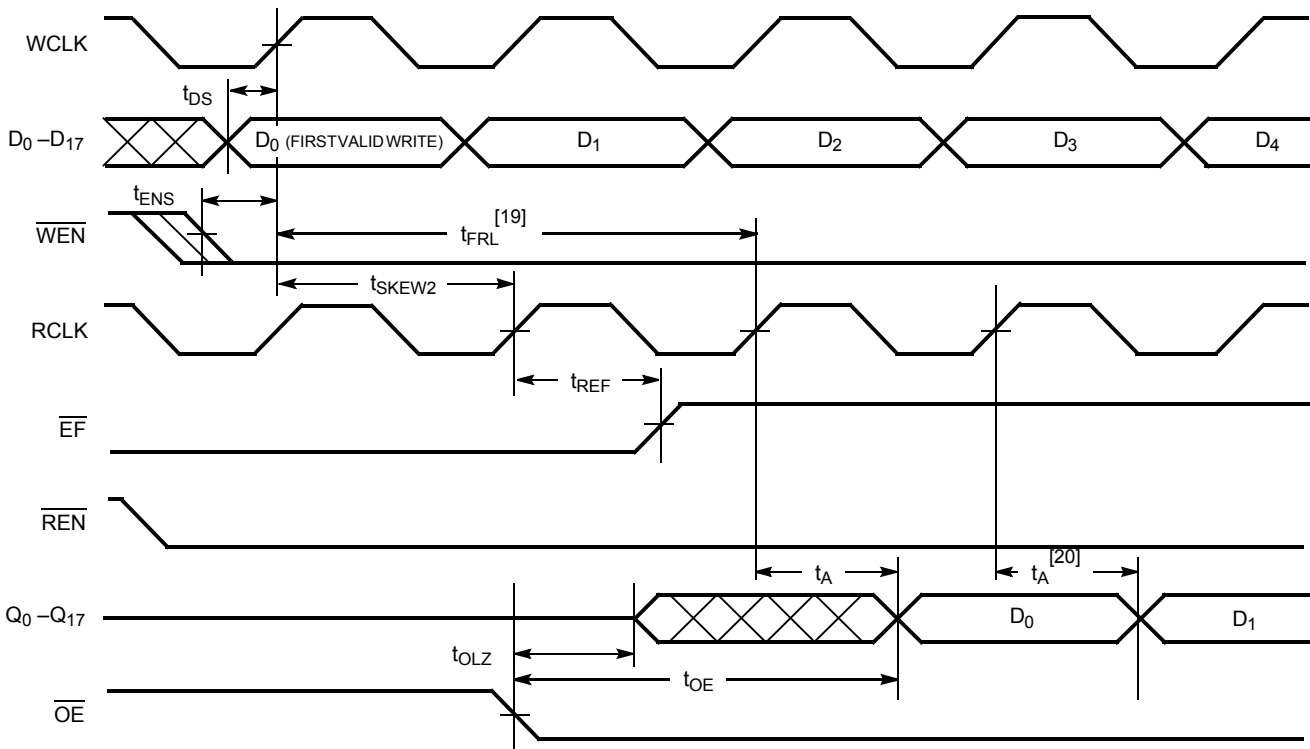 WCLK
tDS
D0 –D17
D0 (FIRSTVALID WRITE)
D1
D2
D3
D4
tENS
WEN
tFRL [19]
tSKEW2
RCLK
tREF
EF
REN
tA
tA [20]
Q0 –Q17
D0
D1
tOLZ
tOE
OE